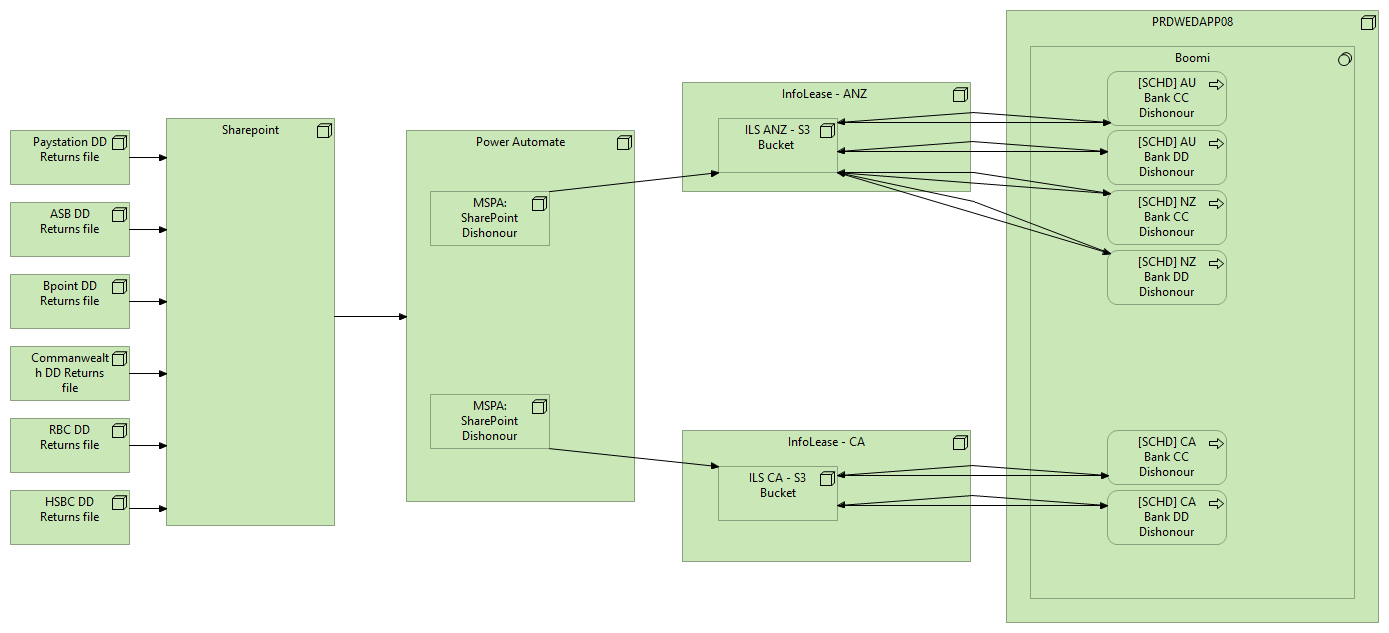 Paystation DD
Returns file
ASB DD
Returns file
Bpoint DD
Returns file
Commanwealt
h DD Returns
file
RBC DD
Returns file
HSBC DD
Returns file
Sharepoint
Power Automate
MSPA:
SharePoint
Dishonour
MSPA:
SharePoint
Dishonour
InfoLease - ANZ
ILS ANZ - S3
Bucket
InfoLease - CA
ILS CA - S3
Bucket
PRDWEDAPP08
Boomi
[SCHD] AU
Bank CC
Dishonour
[SCHD] AU
Bank DD
Dishonour
[SCHD] NZ
Bank CC
Dishonour
[SCHD] NZ
Bank DD
Dishonour
[SCHD] CA
Bank CC
Dishonour
[SCHD] CA
Bank DD
Dishonour